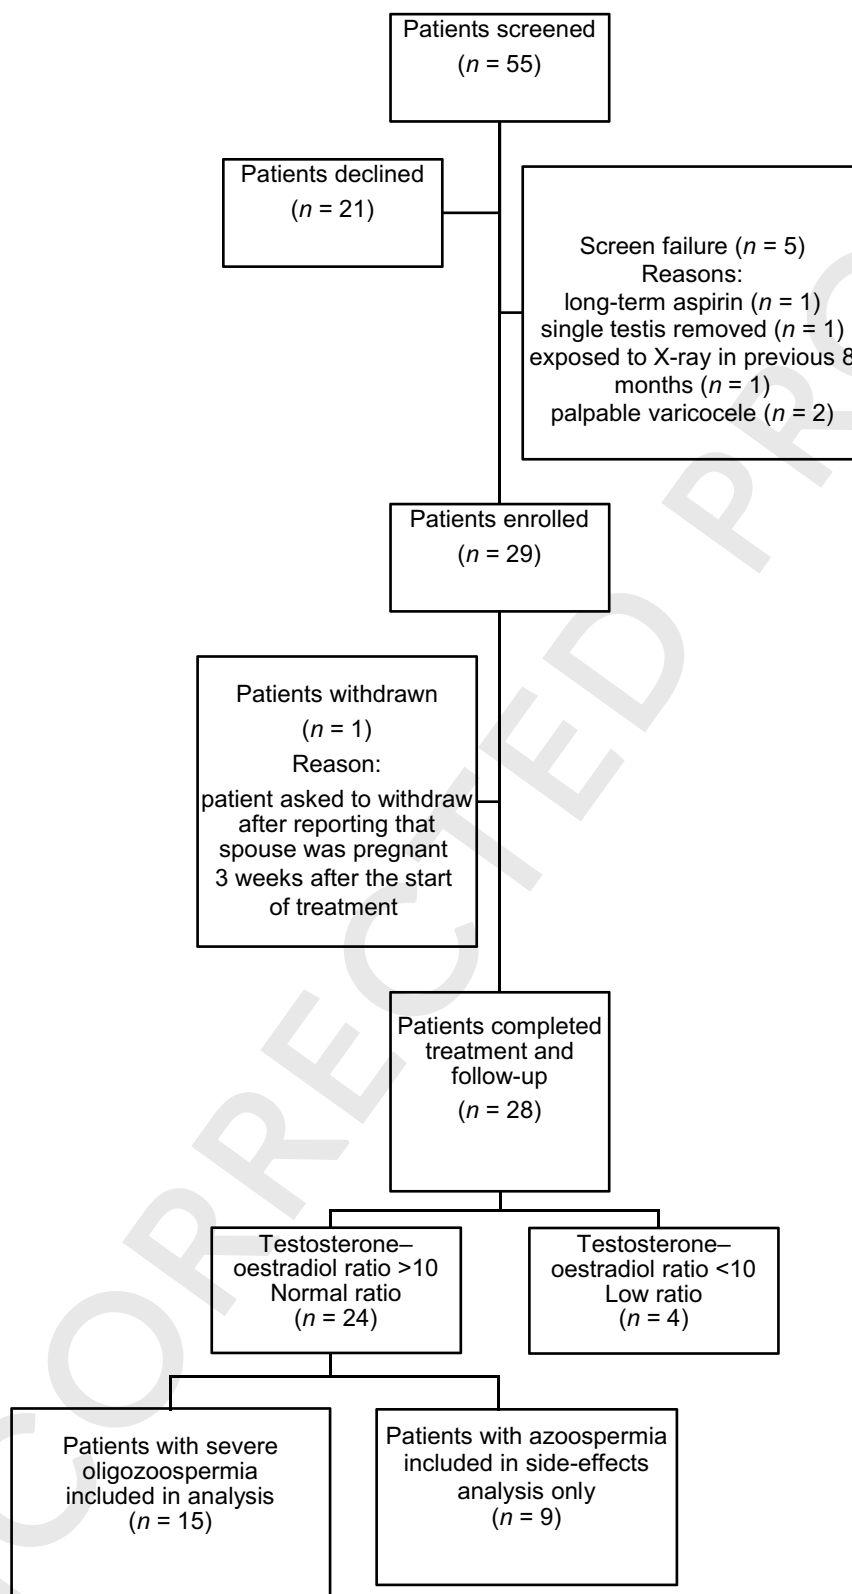 Patients screened
(n = 55)
Patients declined
(n = 21)
Screen failure (n = 5)
Reasons:
long-term aspirin (n = 1)
single testis removed (n = 1)
exposed to X-ray in previous 8
months (n = 1)
palpable varicocele (n = 2)
Patients enrolled
(n = 29)
Patients withdrawn
(n = 1)
Reason:
patient asked to withdraw
after reporting that
spouse was pregnant
3 weeks after the start
of treatment
Patients completed
treatment and
follow-up
(n = 28)
Testosterone–
oestradiol ratio >10
Normal ratio
(n = 24)
Testosterone–
oestradiol ratio <10
Low ratio
(n = 4)
Patients with severe
oligozoospermia
included in analysis
(n = 15)
Patients with azoospermia
included in side-effects
analysis only
(n = 9)
CORRECTED PRO